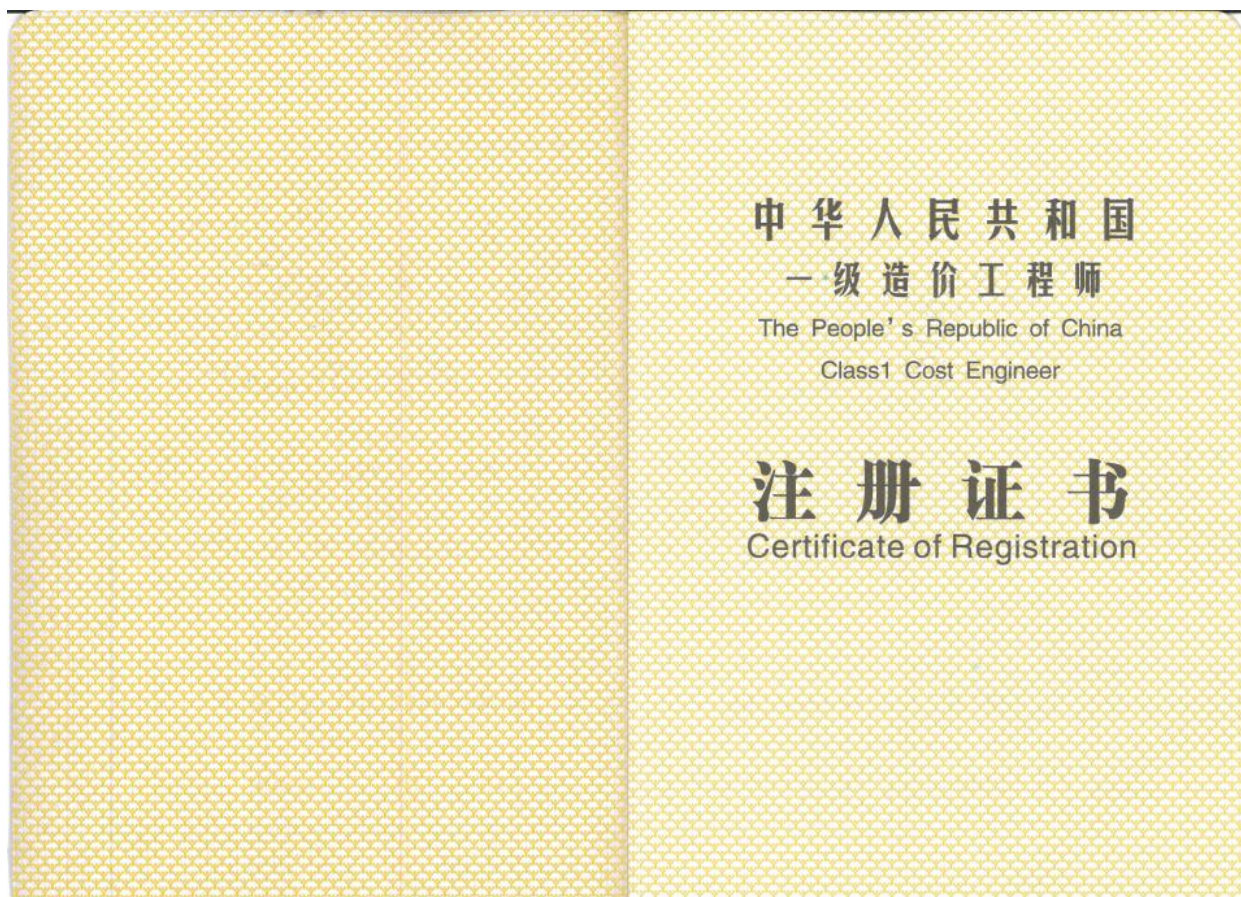 中华人民共和国
一级造价工程师
The People's Republic of China
Class1 Cost Engineer
注册证书
Certificate of Registration